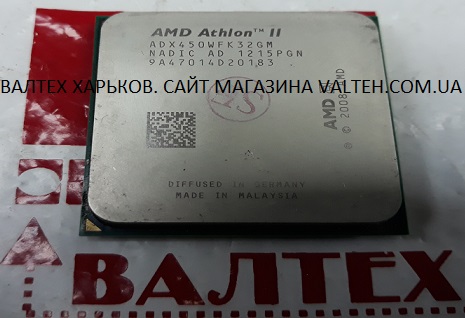 AMD Athlon™ II
ADX450WFK32GM
NADIC AD 1215PGN
9A47014D20183
ВАЛТЕХ ХАРЬКОВ. САЙТ МАГАЗИНА VALTEH.COM.UA
AMD
© 2008 AMD
DIFFUSED IN GERMANY
MADE IN MALAYSIA
ВАЛТЕХ